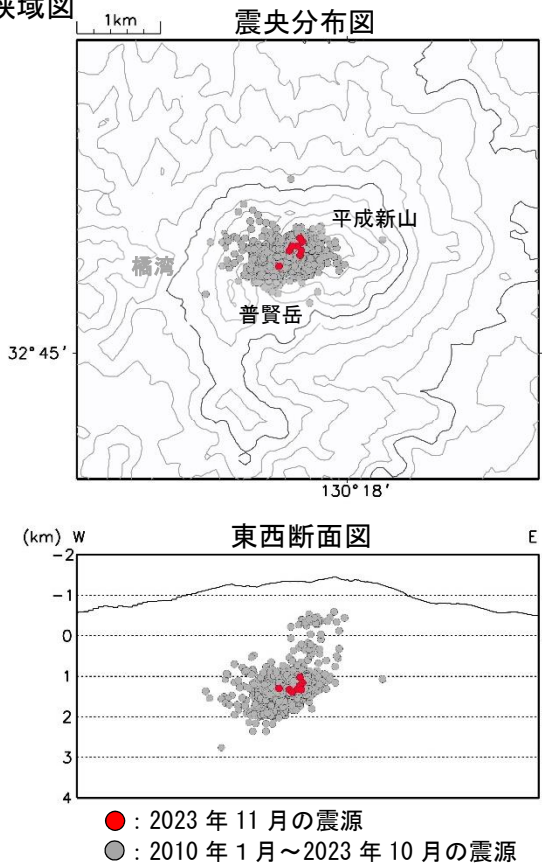 狭域図
1km
震央分布図
平成新山
橘湾
普賢岳
32°45′
130°18′
(km) W
東西断面図
E
-2
-1
0
1
2
3
4
：2023 年 11 月の震源
：2010 年 1 月～2023 年 10 月の震源